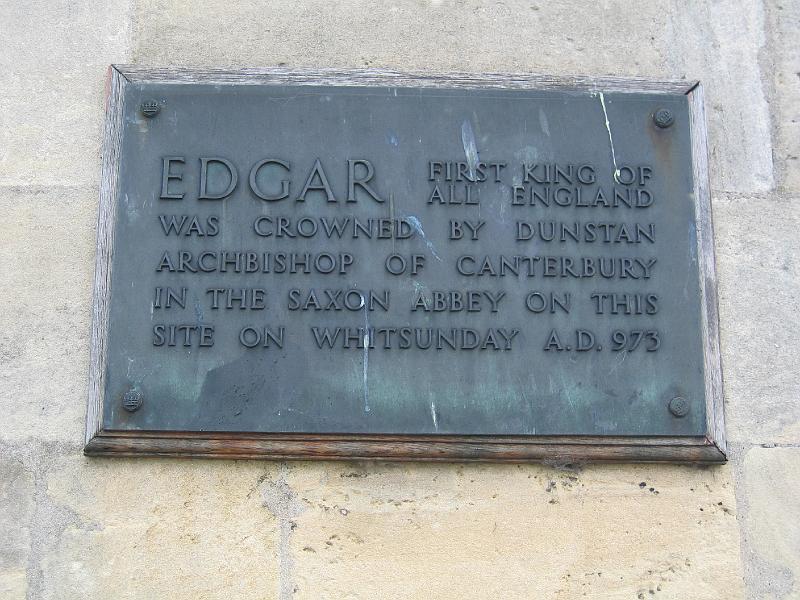 EDGAR FIRST KING OF
ALL ENGLAND
WAS CROWNED BY DUNSTAN
ARCHBISHOP OF CANTERBURY
IN THE SAXON ABBEY ON THIS
SITE ON WHITSUNDAY A.D. 973